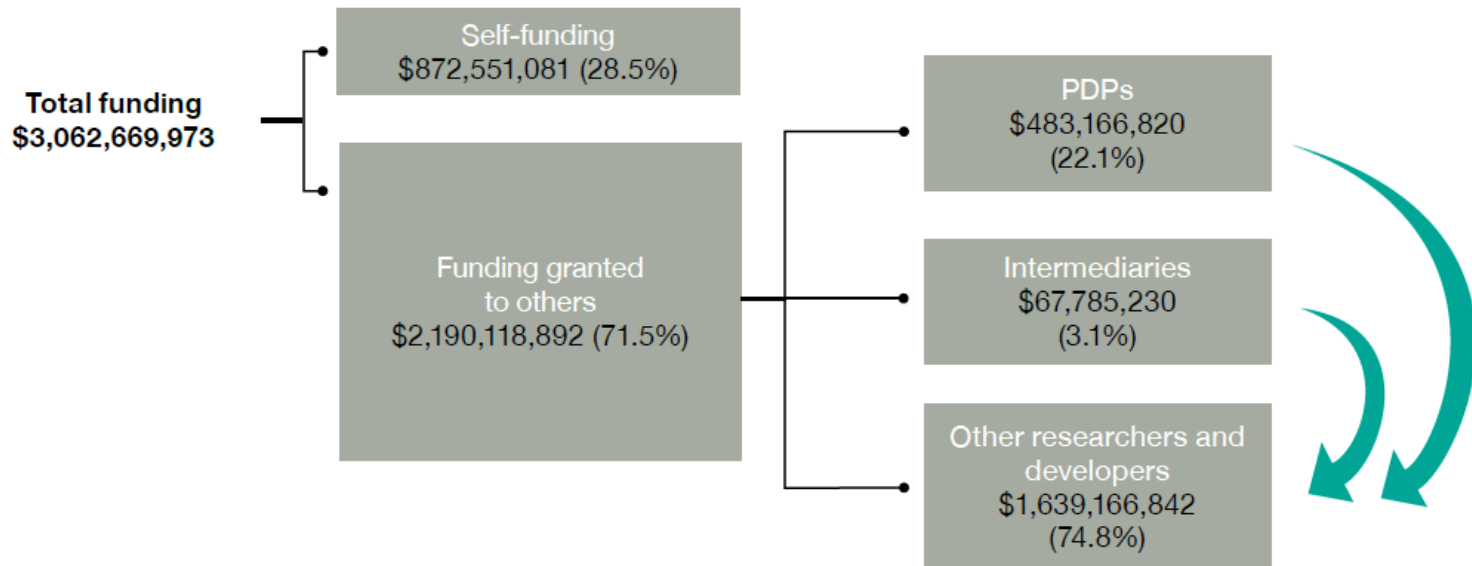 Total funding
$3,062,669,973
Self-funding
$872,551,081 (28.5%)
Funding granted
to others
$2,190,118,892 (71.5%)
PDPs
$483,166,820
(22.1%)
Intermediaries
$67,785,230
(3.1%)
Other researchers and
developers
$1,639,166,842
(74.8%)